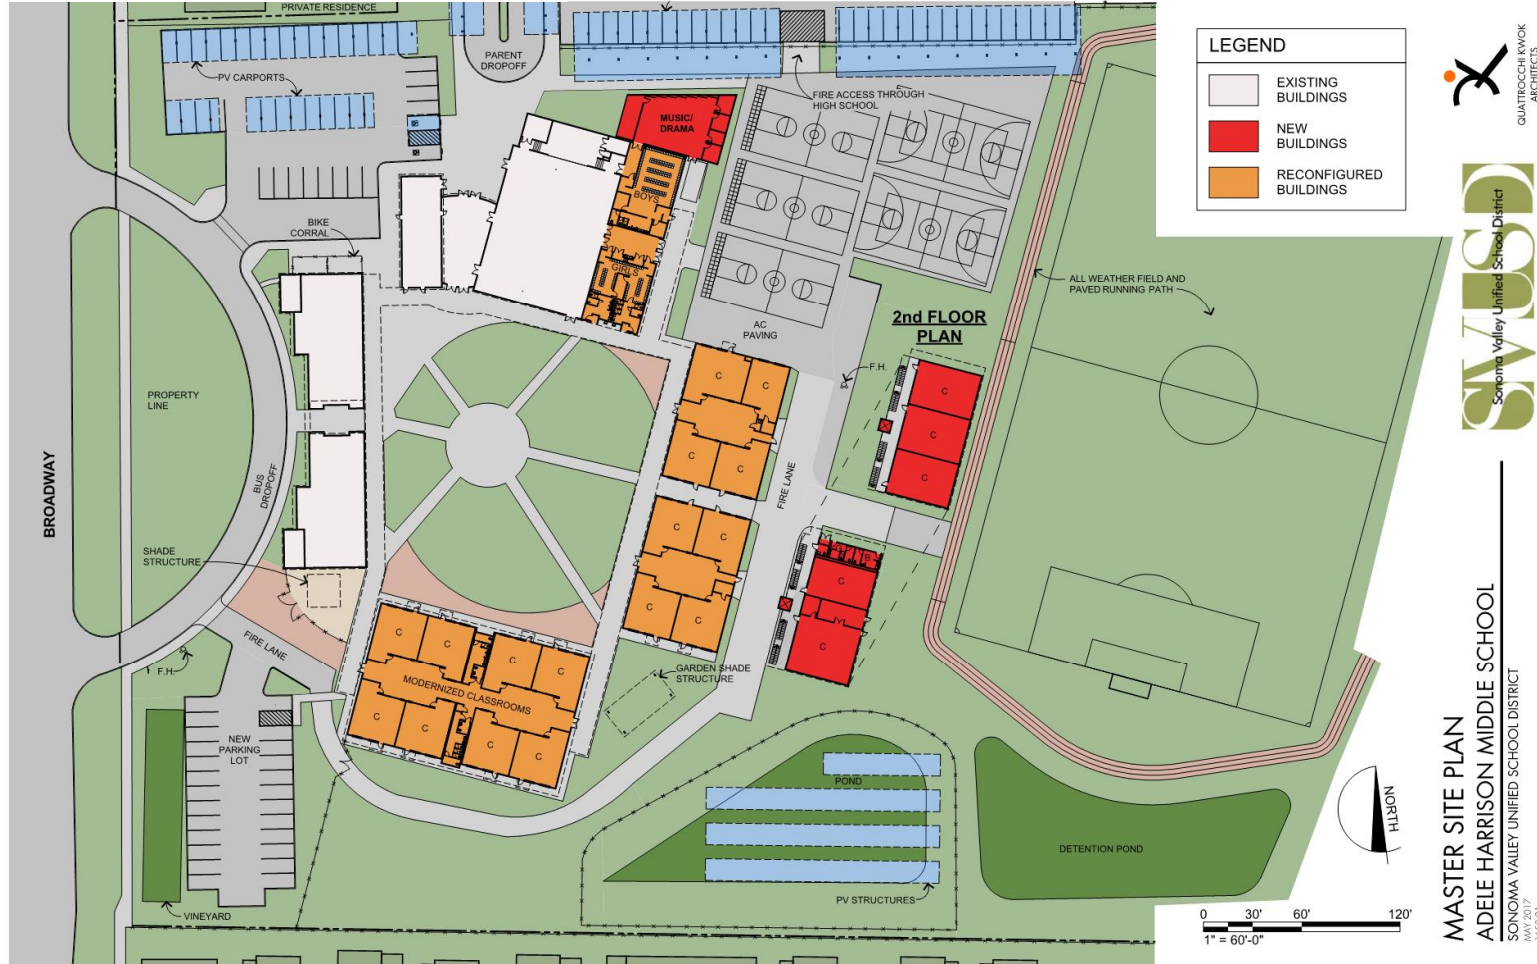 PRIVATE RESIDENCE
PARENT
DROPOFF
PV CARPORTS
FIRE ACCESS THROUGH
HIGH SCHOOL
MUSIC/
DRAMA
BOYS
GIRLS
BIKE
CORRAL
ALL WEATHER FIELD AND
PAVED RUNNING PATH
AC
PAVING
2nd FLOOR
PLAN
F.H.
C
C
C
C
C
C
C
PROPERTY
LINE
BROADWAY
BUS
DROPOFF
FIRE LANE
SHADE
STRUCTURE
C
C
C
C
B
C
C
FIRE LANE
F.H.
C
C
C
C
MODERNIZED CLASSROOMS
C
C
C
C
GARDEN SHADE
STRUCTURE
NEW
PARKING
LOT
POND
DETENTION POND
PV STRUCTURES
VINEYARD
LEGEND
EXISTING
BUILDINGS
NEW
BUILDINGS
RECONFIGURED
BUILDINGS
QUATTROCCHI KWOK
ARCHITECTS
SVUSD
Sonoma Valley Unified School District
NORTH
0 30' 60' 120'
1" = 60'-0"
MASTER SITE PLAN
ADELE HARRISON MIDDLE SCHOOL
SONOMA VALLEY UNIFIED SCHOOL DISTRICT
MAY 2017